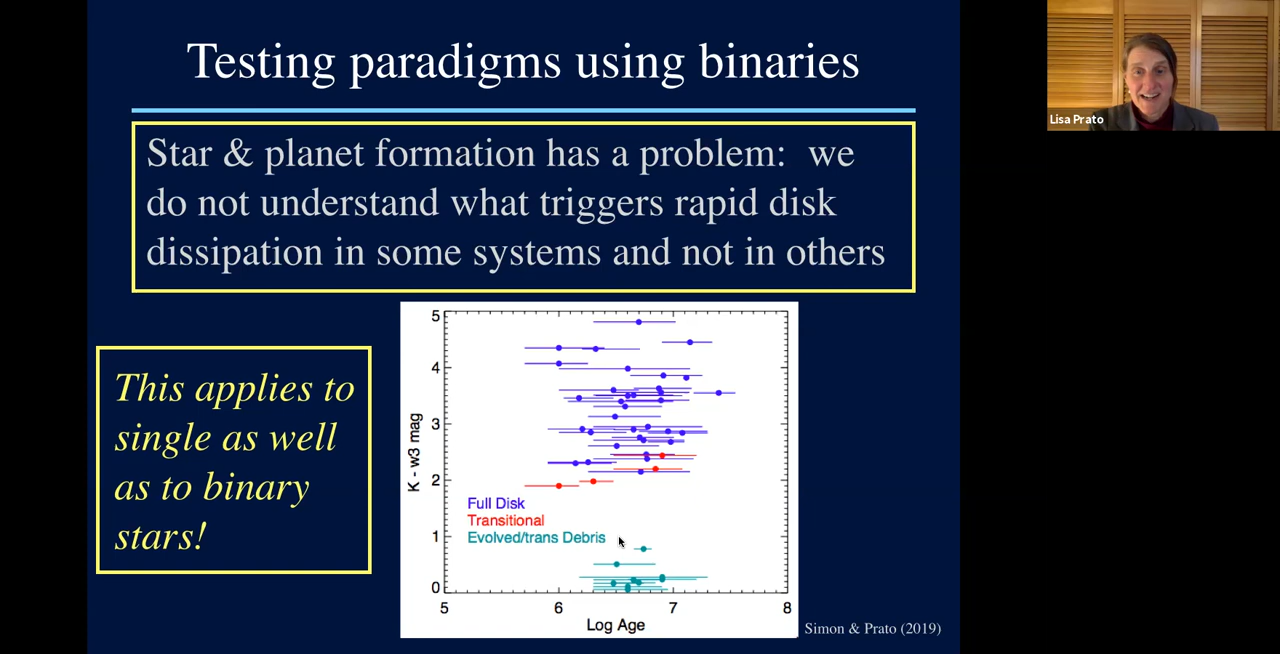 Testing paradigms using binaries
Lisa Prato
Star & planet formation has a problem: we
do not understand what triggers rapid disk
dissipation in some systems and not in others
This applies to
single as well
as to binary
stars!
5
4
3
2
1
0
K - w3 mag
Full Disk
Transitional
Evolved/trans Debris
5 6 7 8
Log Age
Simon & Prato (2019)